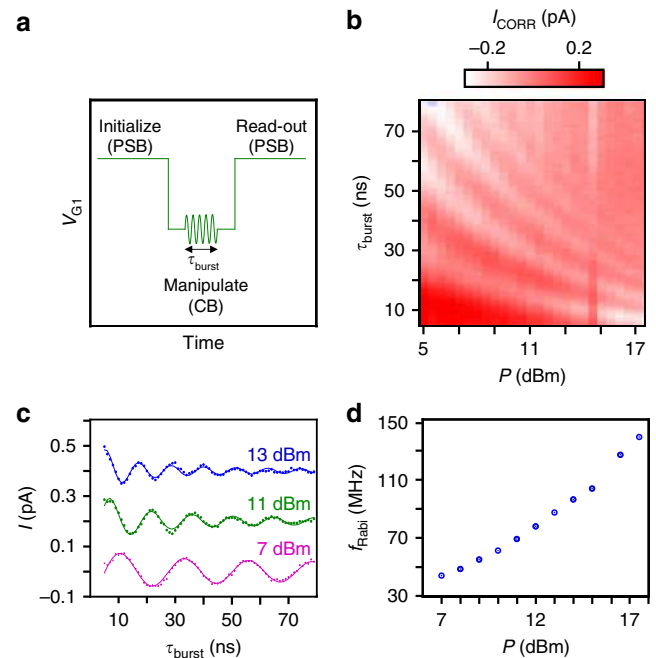 a
Initialize
(PSB)
Read-out
(PSB)
V_G1
τ_burst
Manipulate
(CB)
Time
b
I_CORR (pA)
−0.2
0.2
τ_burst (ns)
70
50
30
10
5
11
17
P (dBm)
c
I (pA)
0.5
0.3
0.1
−0.1
13 dBm
11 dBm
7 dBm
10
30
50
70
τ_burst (ns)
d
f_Rabi (MHz)
150
110
70
30
7
12
17
P (dBm)